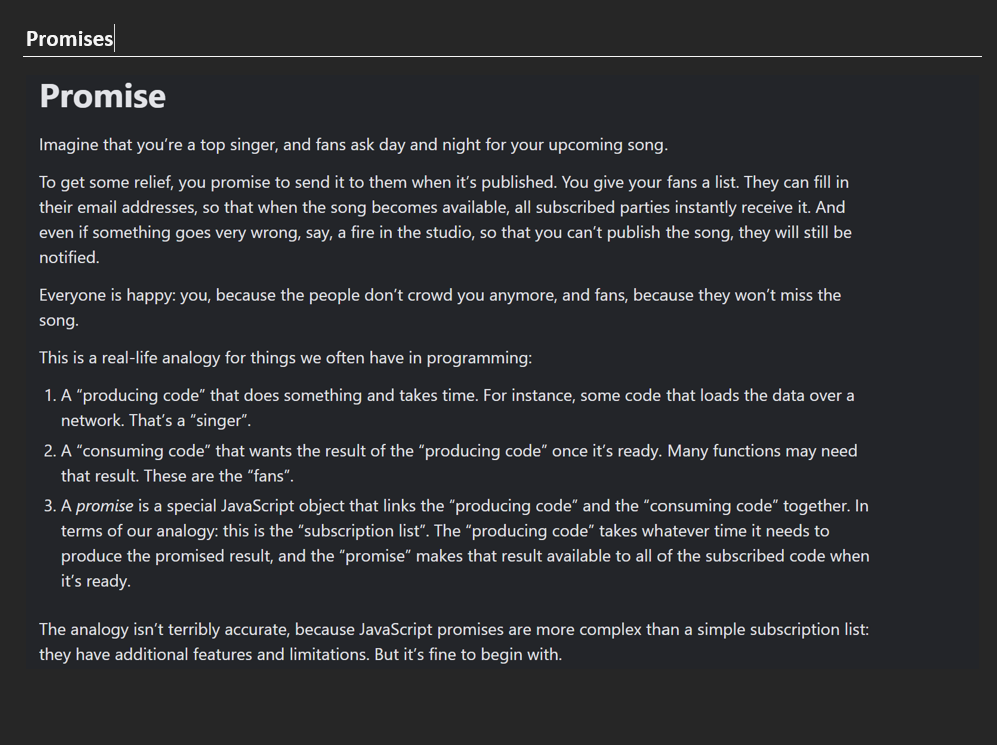 Promises
Promise
Imagine that you’re a top singer, and fans ask day and night for your upcoming song.
To get some relief, you promise to send it to them when it’s published. You give your fans a list. They can fill in
their email addresses, so that when the song becomes available, all subscribed parties instantly receive it. And
even if something goes very wrong, say, a fire in the studio, so that you can’t publish the song, they will still be
notified.
Everyone is happy: you, because the people don’t crowd you anymore, and fans, because they won’t miss the
song.
This is a real-life analogy for things we often have in programming:
1. A “producing code” that does something and takes time. For instance, some code that loads the data over a
network. That’s a “singer”.
2. A “consuming code” that wants the result of the “producing code” once it’s ready. Many functions may need
that result. These are the “fans”.
3. A promise is a special JavaScript object that links the “producing code” and the “consuming code” together. In
terms of our analogy: this is the “subscription list”. The “producing code” takes whatever time it needs to
produce the promised result, and the “promise” makes that result available to all of the subscribed code when
it’s ready.
The analogy isn’t terribly accurate, because JavaScript promises are more complex than a simple subscription list:
they have additional features and limitations. But it’s fine to begin with.